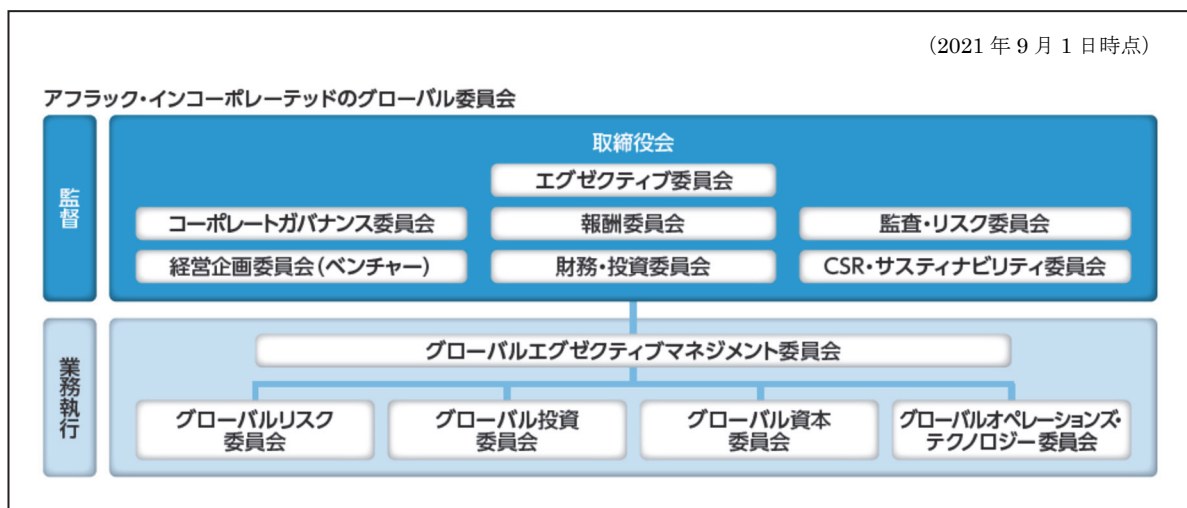 （2021 年 9 月 1 日時点）
アフラック・インコーポレーテッドのグローバル委員会
監督
取締役会
エグゼクティブ委員会
コーポレートガバナンス委員会
報酬委員会
監査・リスク委員会
経営企画委員会（ベンチャー）
財務・投資委員会
CSR・サスティナビリティ委員会
業務執行
グローバルエグゼクティブマネジメント委員会
グローバルリスク
委員会
グローバル投資
委員会
グローバル資本
委員会
グローバルオペレーションズ・
テクノロジー委員会